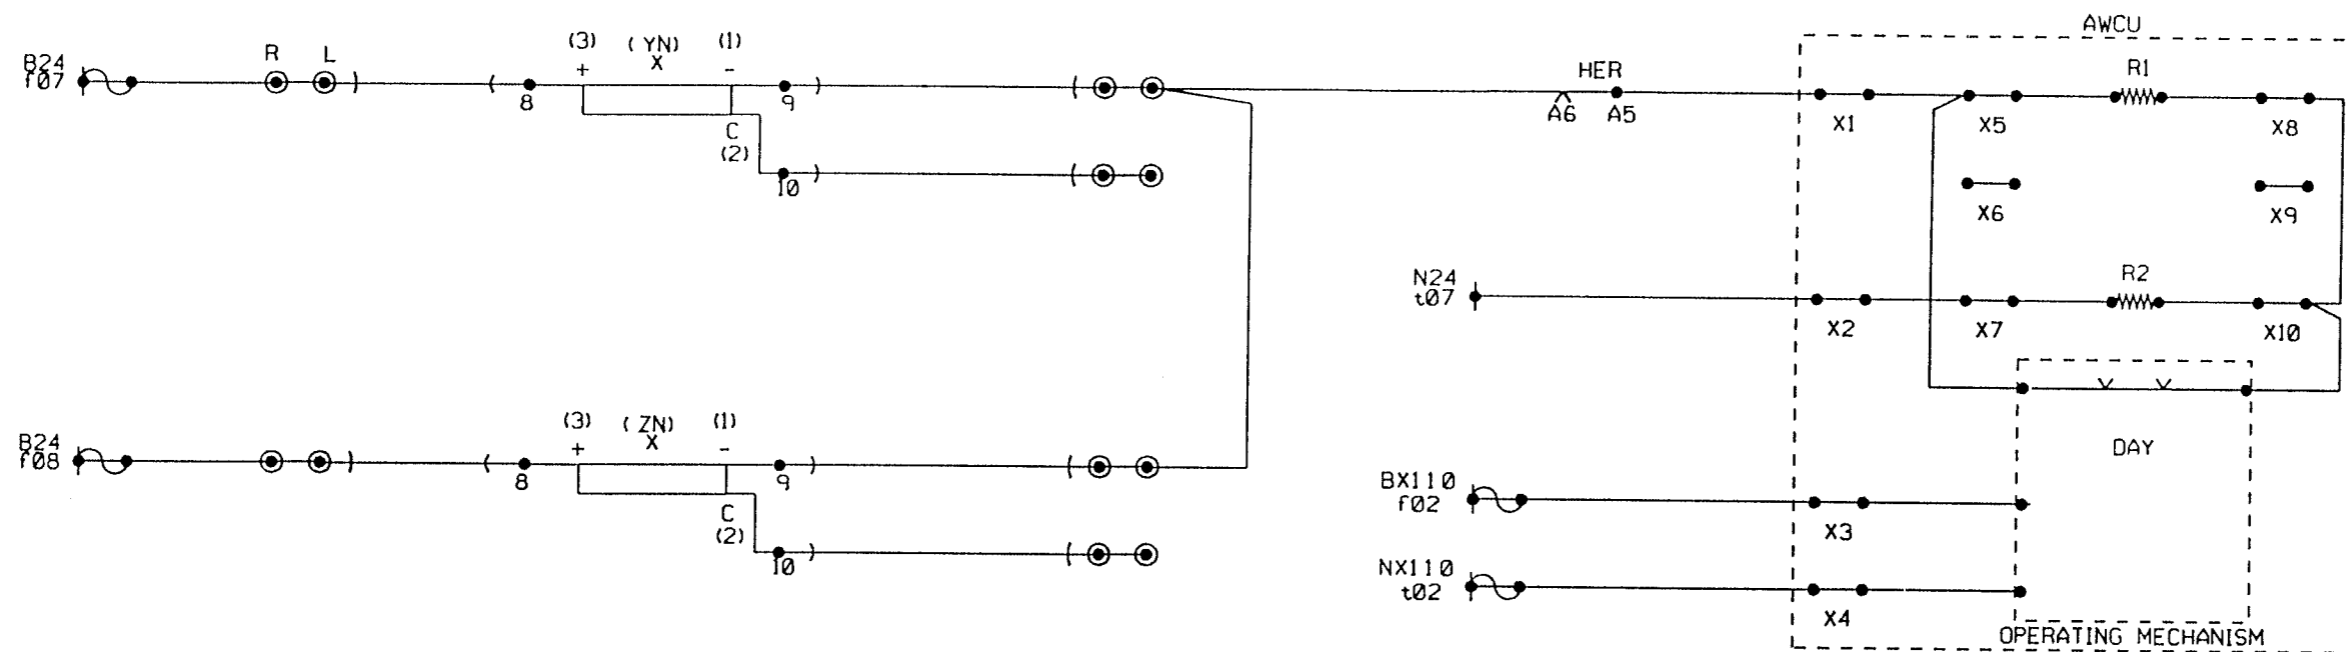 AWCU
B24
f07
R L
(3) (YN) (1)
+ X -
8
9
C
(2)
10
HER
A6 A5
X1
X5
R1
X8
X6
X9
N24
t07
X2
X7
R2
X10
B24
f08
(3) (ZN) (1)
+ X -
8
9
C
(2)
10
DAY
BX110
f02
X3
NX110
t02
X4
OPERATING MECHANISM